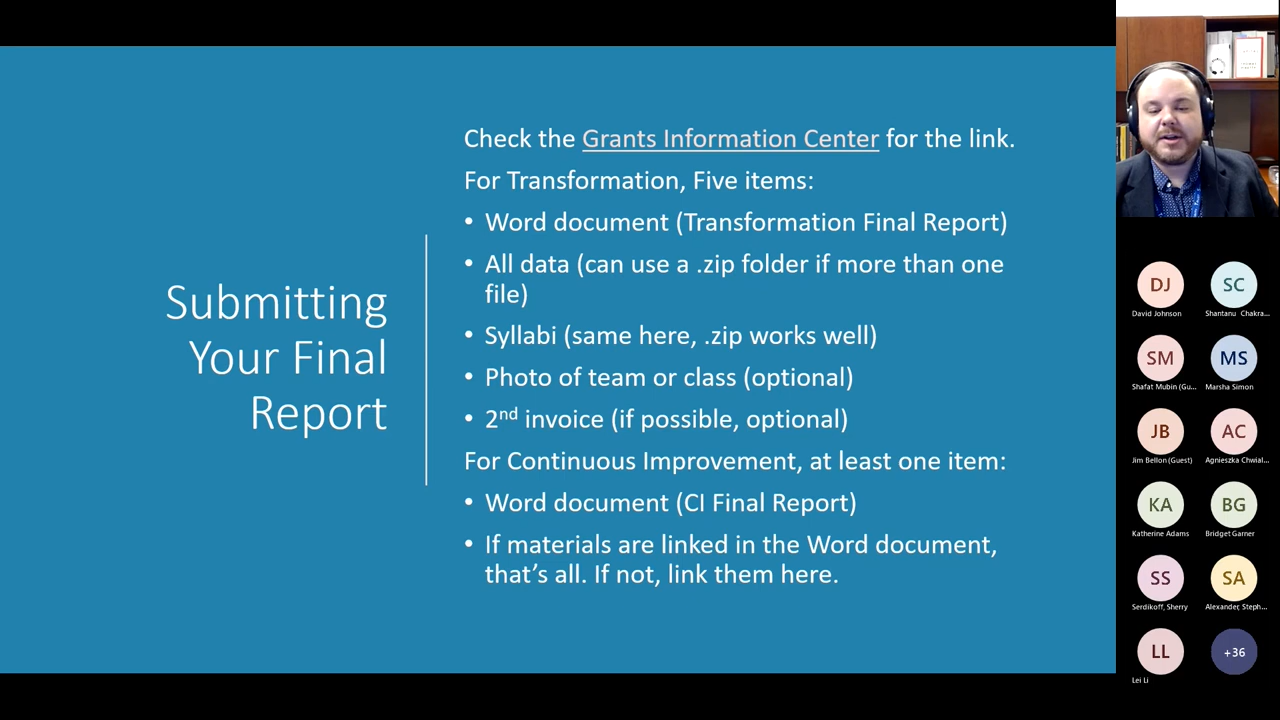 Submitting
Your Final
Report
Check the Grants Information Center for the link.
For Transformation, Five items:
• Word document (Transformation Final Report)
• All data (can use a .zip folder if more than one
file)
• Syllabi (same here, .zip works well)
• Photo of team or class (optional)
• 2nd invoice (if possible, optional)
For Continuous Improvement, at least one item:
• Word document (CI Final Report)
• If materials are linked in the Word document,
that's all. If not, link them here.
DJ
David Johnson
SC
Shantanu Chakra...
SM
Shafat Mubin (Gu...
MS
Marsha Simon
JB
Jim Bellon (Guest)
AC
Agnieszka Chwial...
KA
Katherine Adams
BG
Bridget Garner
SS
Serdikoff, Sherry
SA
Alexander, Steph...
LL
Lei Li
+36